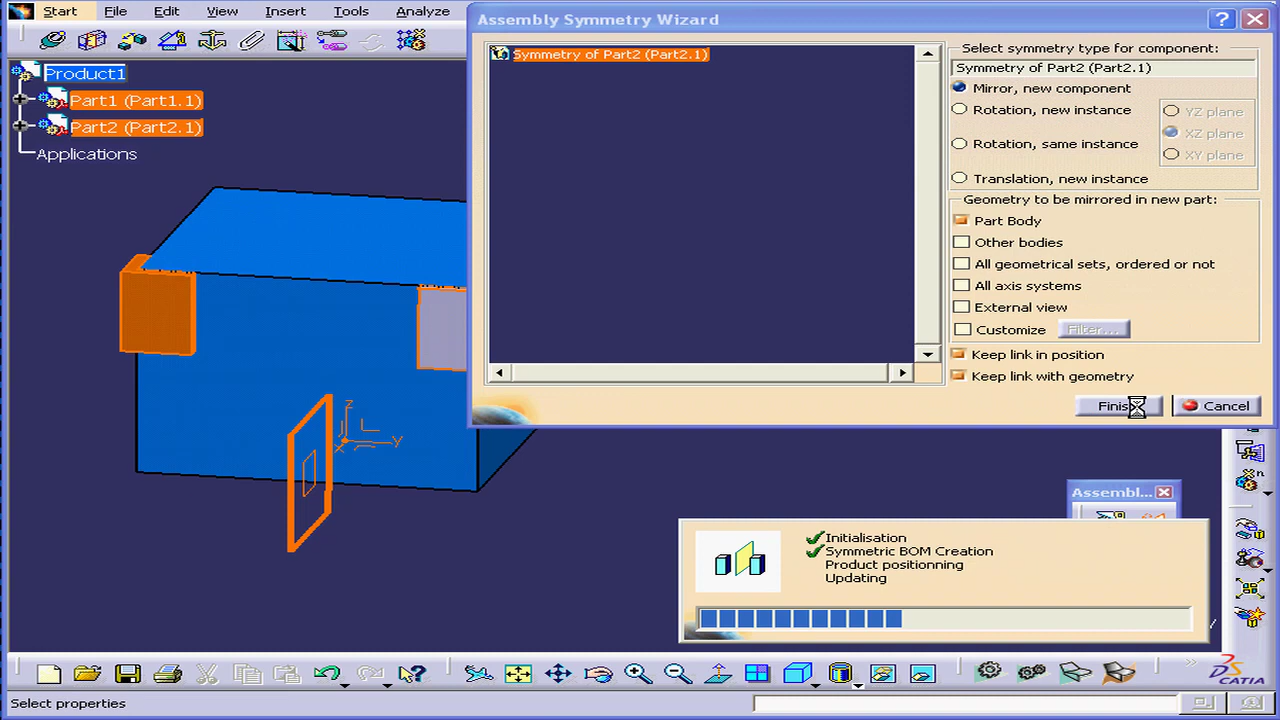 Start File Edit View Insert Tools Analyze
Assembly Symmetry Wizard
Product1
Part1 (Part1.1)
Part2 (Part2.1)
Applications
Symmetry of Part2 (Part2.1)
Select symmetry type for component:
Symmetry of Part2 (Part2.1)
Mirror, new component
Rotation, new instance
YZ plane
XZ plane
Rotation, same instance
XY plane
Translation, new instance
Geometry to be mirrored in new part:
Part Body
Other bodies
All geometrical sets, ordered or not
All axis systems
External view
Customize Filter...
Keep link in position
Keep link with geometry
Cancel
z
y
x
Assembl...
Initialisation
Symmetric BOM Creation
Product positionning
Updating
DS
CATIA
Select properties